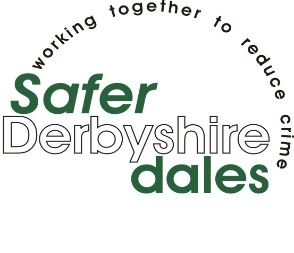 working together to reduce crime
Safer
Derbyshire
dales